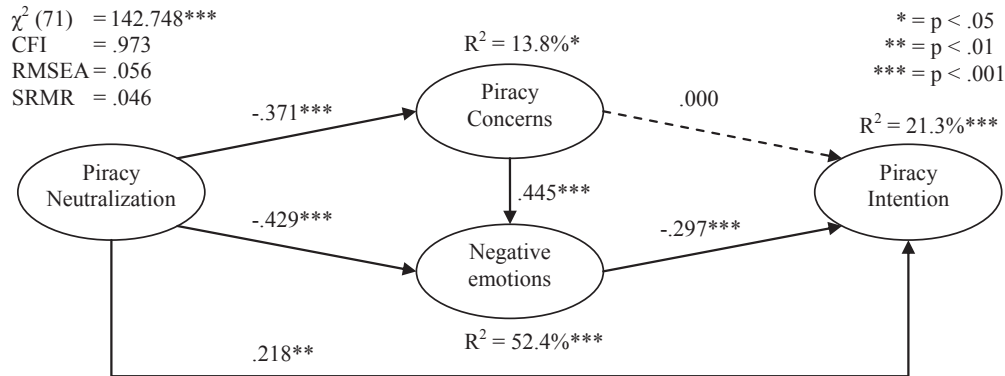 χ² (71) = 142.748***
CFI = .973
RMSEA = .056
SRMR = .046
* = p < .05
** = p < .01
*** = p < .001
R² = 13.8%*
Piracy
Concerns
-.371***
.000
R² = 21.3%***
Piracy
Neutralization
.445***
Piracy
Intention
-.429***
-.297***
Negative
emotions
R² = 52.4%***
.218**